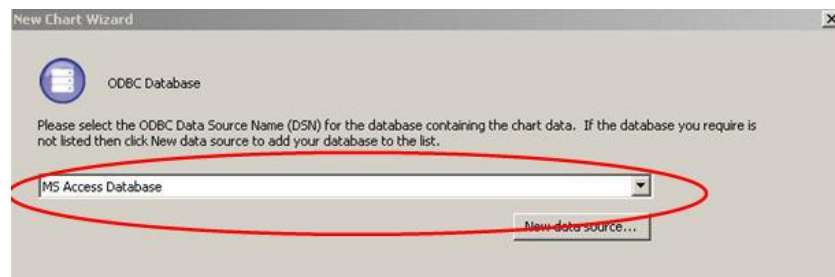 New Chart Wizard
ODBC Database
Please select the ODBC Data Source Name (DSN) for the database containing the chart data. If the database you require is
not listed then click New data source to add your database to the list.
MS Access Database
New data source...